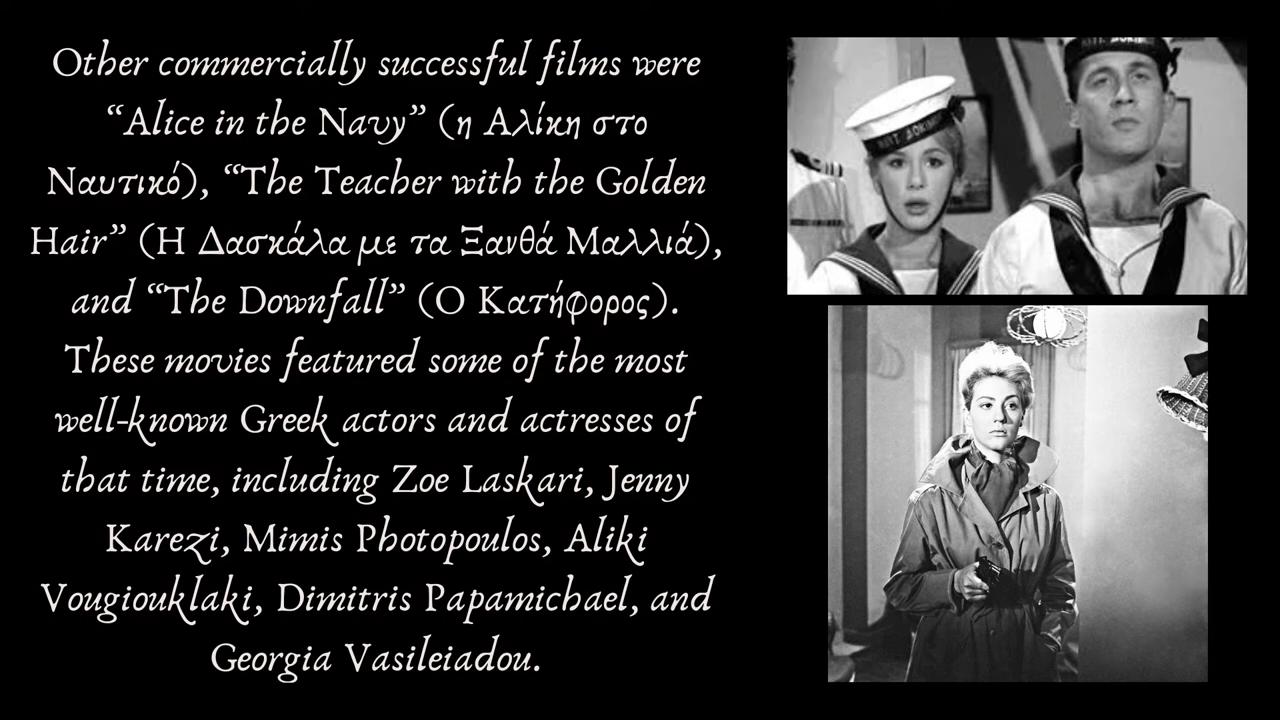 Other commercially successful films were
“Alice in the Navy” (η Αλίκη στο
Ναυτικό), “The Teacher with the Golden
Hair” (Η Δασκάλα με τα Ξανθά Μαλλιά),
and “The Downfall” (Ο Κατήφορος).
These movies featured some of the most
well-known Greek actors and actresses of
that time, including Zoe Laskari, Jenny
Karezi, Mimis Photopoulos, Aliki
Vougiouklaki, Dimitris Papamichael, and
Georgia Vasileiadou.